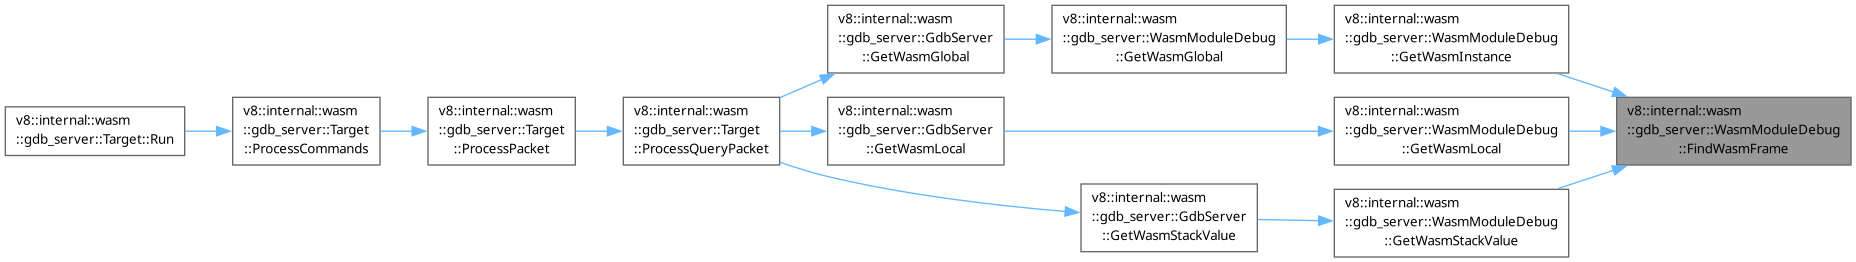 v8::internal::wasm
::gdb_server::Target::Run
v8::internal::wasm
::gdb_server::Target
::ProcessCommands
v8::internal::wasm
::gdb_server::Target
::ProcessPacket
v8::internal::wasm
::gdb_server::Target
::ProcessQueryPacket
v8::internal::wasm
::gdb_server::GdbServer
::GetWasmGlobal
v8::internal::wasm
::gdb_server::WasmModuleDebug
::GetWasmGlobal
v8::internal::wasm
::gdb_server::WasmModuleDebug
::GetWasmInstance
v8::internal::wasm
::gdb_server::GdbServer
::GetWasmLocal
v8::internal::wasm
::gdb_server::WasmModuleDebug
::GetWasmLocal
v8::internal::wasm
::gdb_server::GdbServer
::GetWasmStackValue
v8::internal::wasm
::gdb_server::WasmModuleDebug
::GetWasmStackValue
v8::internal::wasm
::gdb_server::WasmModuleDebug
::FindWasmFrame